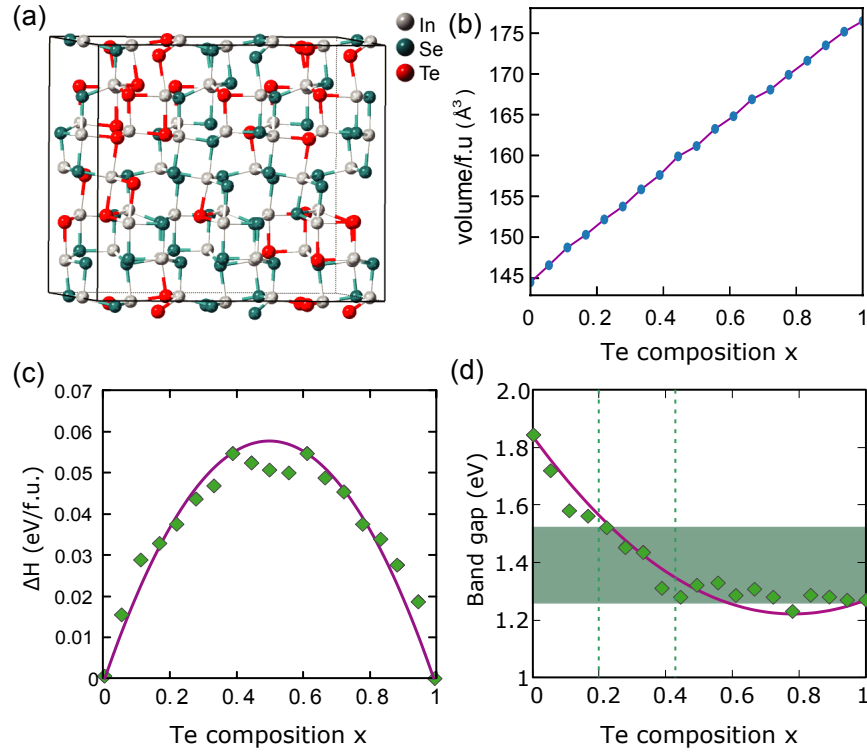 (a)
In
Se
Te
(b)
volume/f.u (Å³)
175
170
165
160
155
150
145
0 0.2 0.4 0.6 0.8 1
Te composition x
(c)
ΔH (eV/f.u.)
0.07
0.06
0.05
0.04
0.03
0.02
0.01
0
0 0.2 0.4 0.6 0.8 1
Te composition x
(d)
Band gap (eV)
2.0
1.8
1.6
1.4
1.2
1.0
0 0.2 0.4 0.6 0.8 1
Te composition x